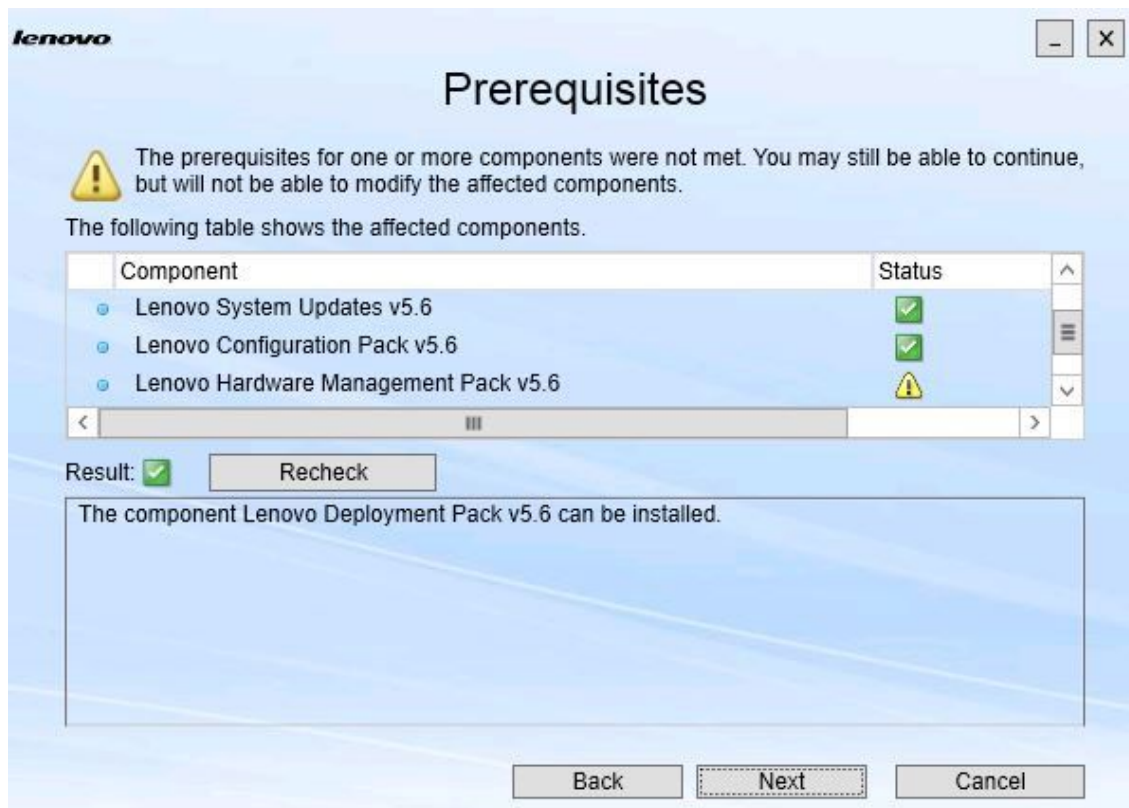 lenovo
Prerequisites
The prerequisites for one or more components were not met. You may still be able to continue,
but will not be able to modify the affected components.
The following table shows the affected components.
Component Status
Lenovo System Updates v5.6
Lenovo Configuration Pack v5.6
Lenovo Hardware Management Pack v5.6
Result: Recheck
The component Lenovo Deployment Pack v5.6 can be installed.
Back Next Cancel